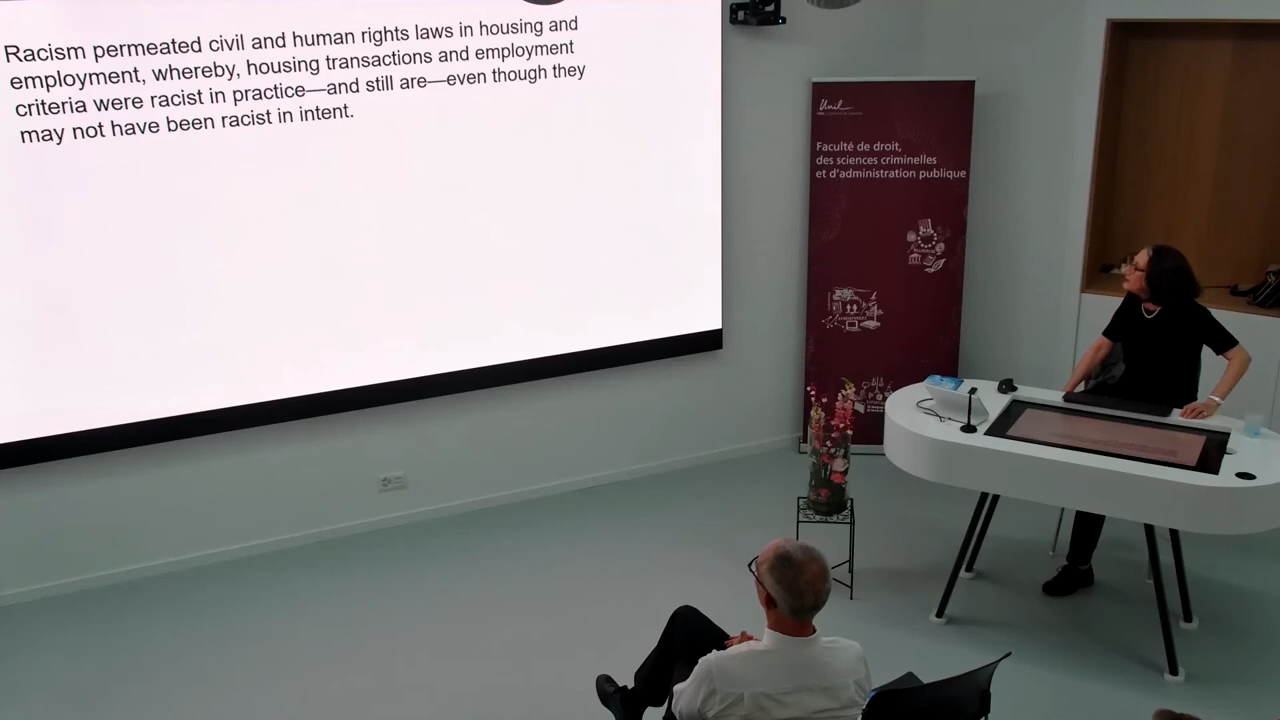 Racism permeated civil and human rights laws in housing and
employment, whereby, housing transactions and employment
criteria were racist in practice—and still are—even though they
may not have been racist in intent.
Unil
Faculté de droit,
des sciences criminelles
et d'administration publique